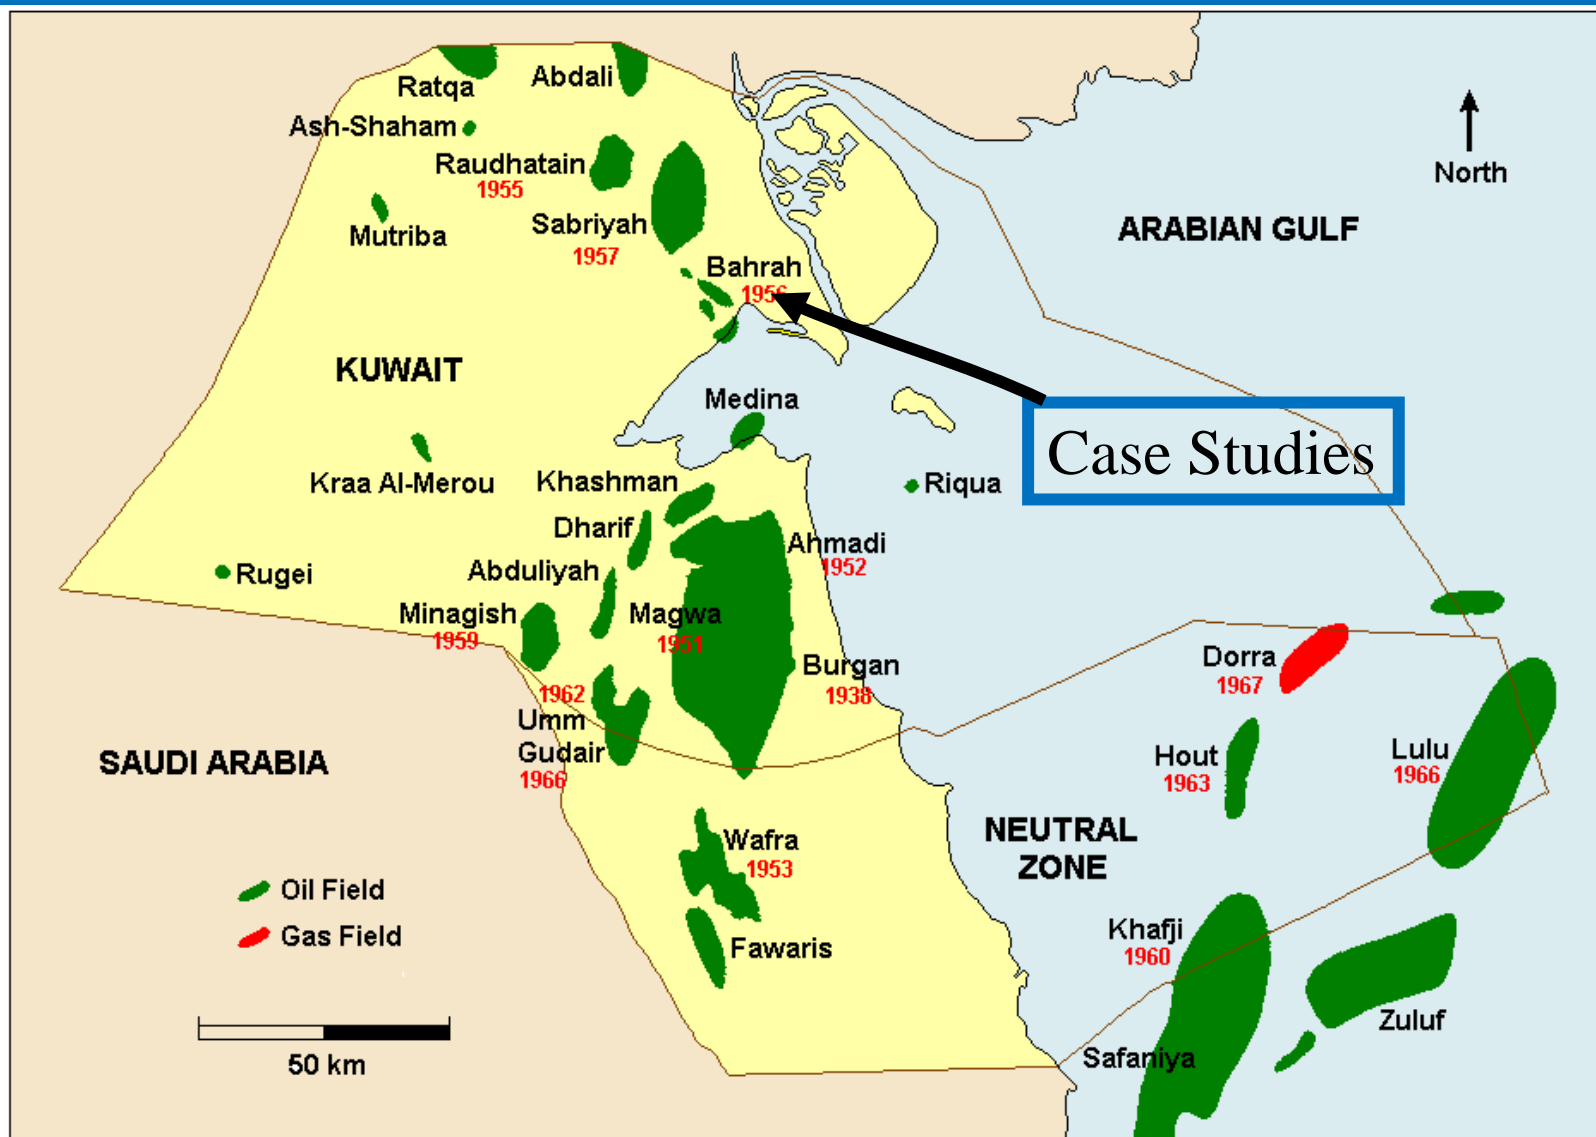 Ratqa
Abdali
Ash-Shaham
Raudhatain
1955
North
Mutriba
Sabriyah
1957
ARABIAN GULF
Bahrah
1956
KUWAIT
Medina
Case Studies
Kraa Al-Merou
Khashman
Riqua
Dharif
Ahmadi
1952
Rugei
Abduliyah
Minagish
1959
Magwa
1951
Burgan
1938
Dorra
1967
1962
Umm
Gudair
1966
SAUDI ARABIA
Hout
1963
Lulu
1966
Wafra
1953
NEUTRAL
ZONE
Oil Field
Gas Field
Fawaris
Khafji
1960
Zuluf
50 km
Safaniya